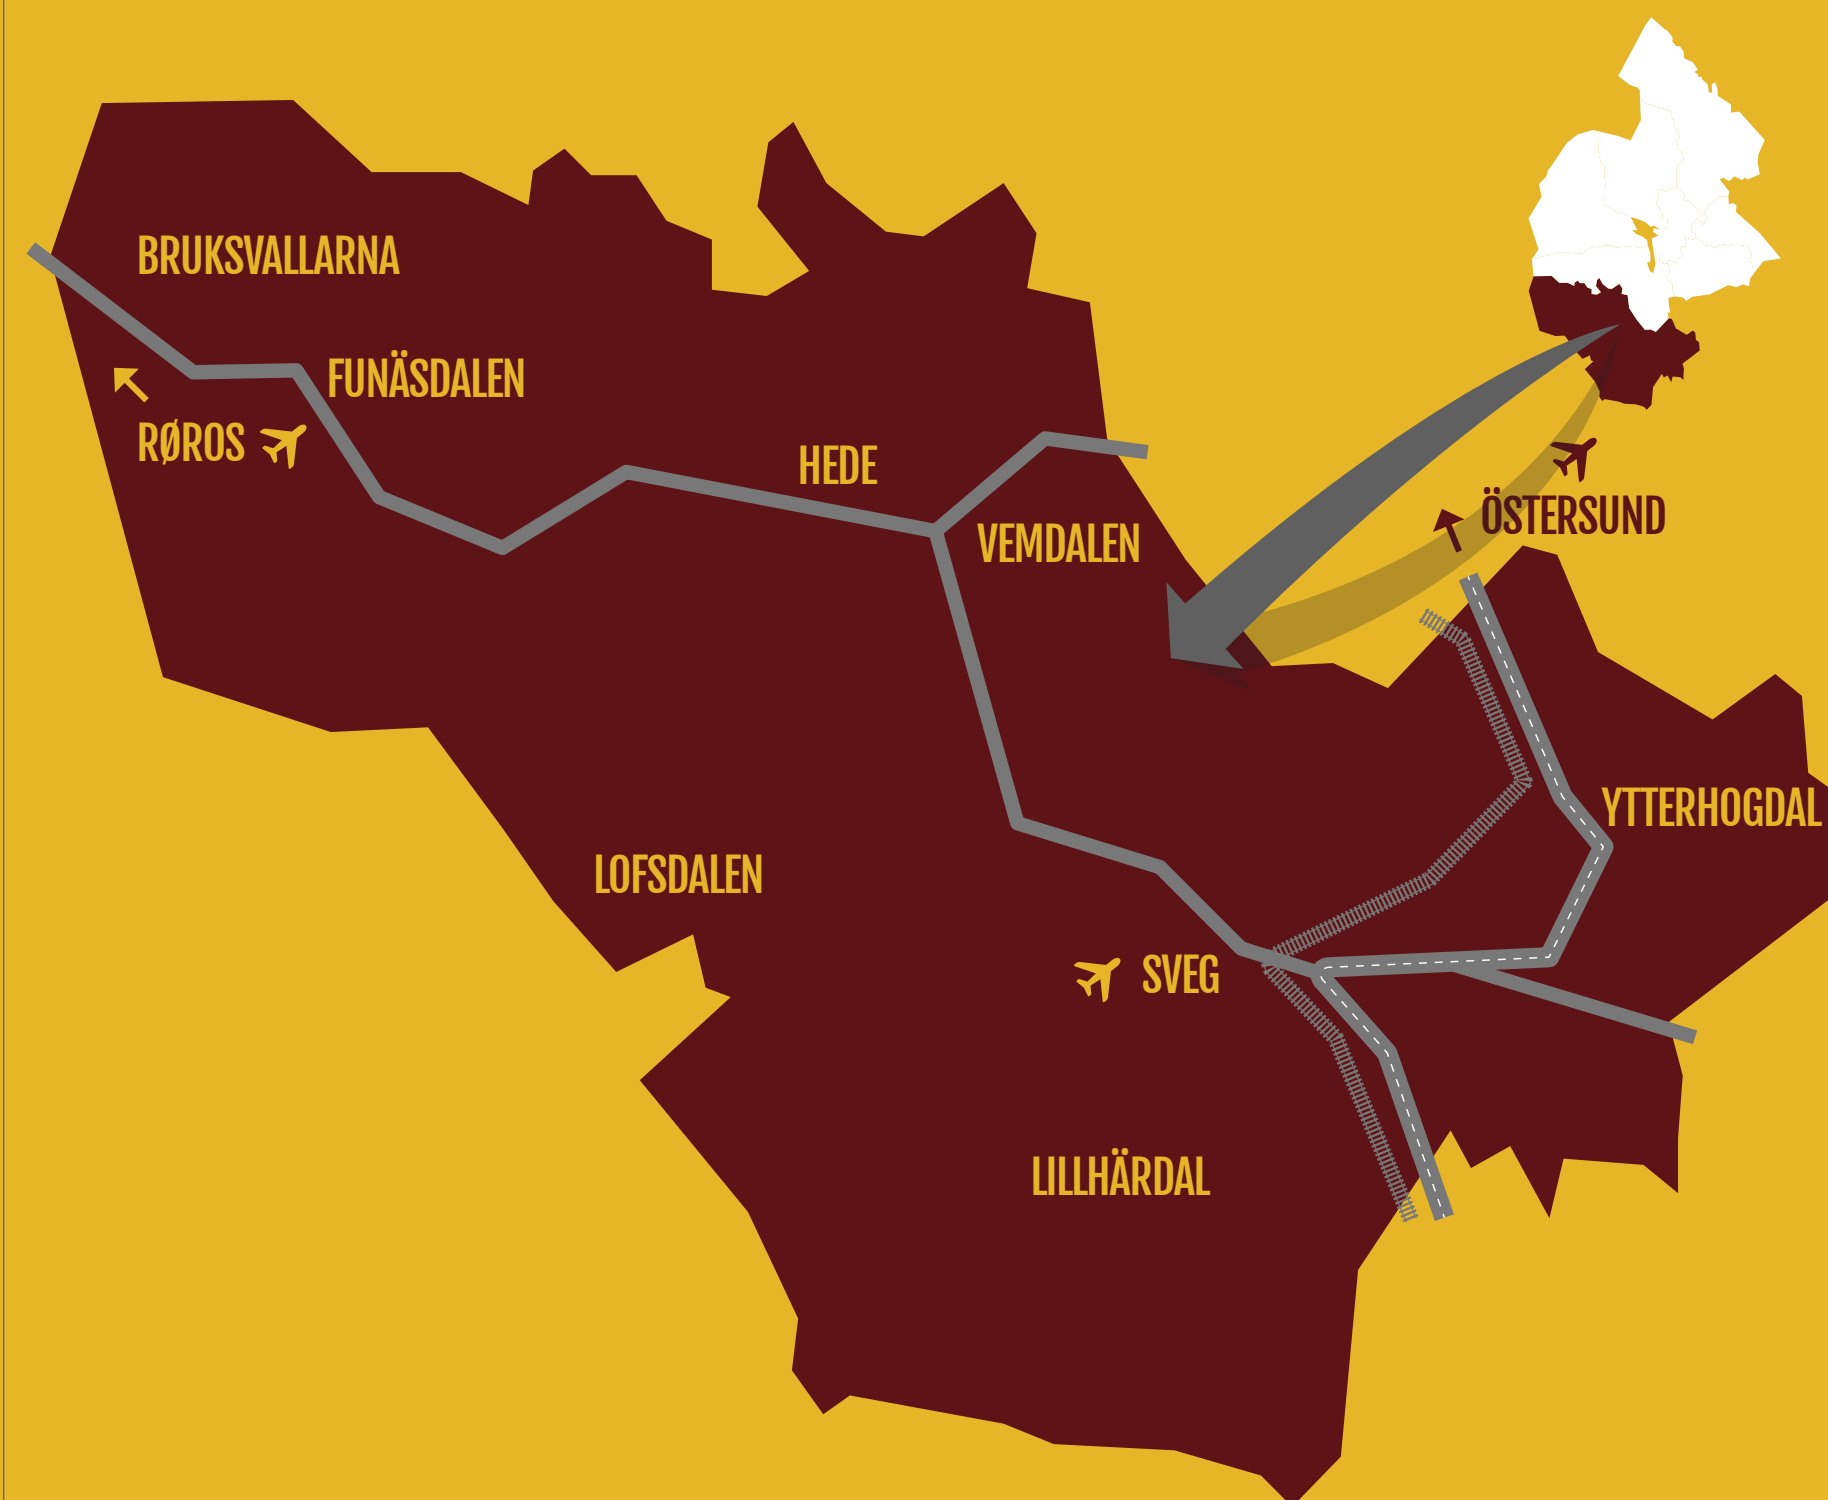 BRUKSVALLARNA
FUNÄSDALEN
RØROS
HEDE
VEMDALEN
ÖSTERSUND
YTTERHOGDAL
LOFSDALEN
SVEG
LILLHÄRDAL